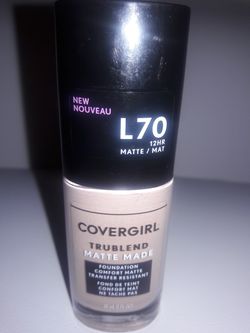 NEW
NOUVEAU
L70
12HR
MATTE / MAT
COVERGIRL
TRUBLEND
MATTE MADE
FOUNDATION
COMFORT MATTE
TRANSFER RESISTANT
FOND DE TEINT
CONFORT MAT
NE TACHE PAS